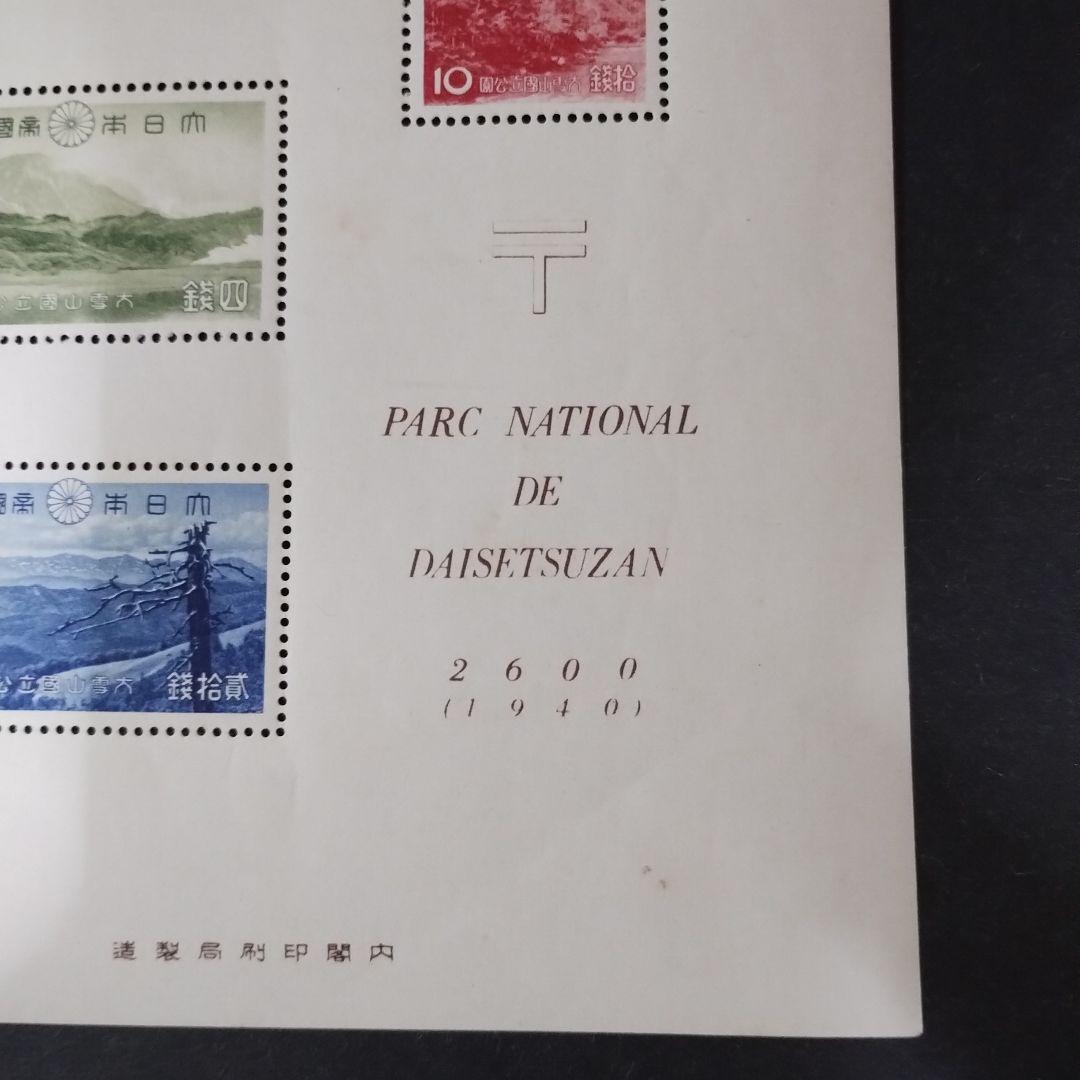 10 大雪山國立公園 拾錢
大日本帝國
大雪山國立公 四錢
〒
PARC NATIONAL
DE
DAISETSUZAN
大日本帝國
大雪山國立公 貳拾錢
2600
(1940)
内閣印刷局製造